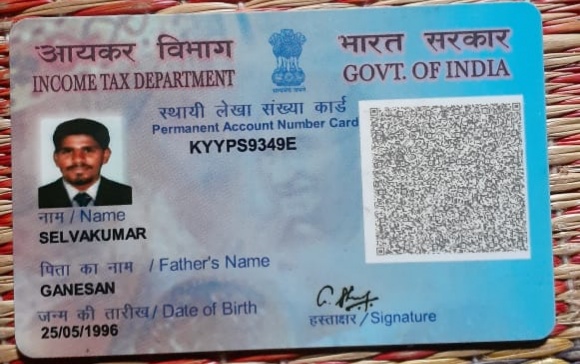 आयकर विभाग
INCOME TAX DEPARTMENT
भारत सरकार
GOVT. OF INDIA
स्थायी लेखा संख्या कार्ड
Permanent Account Number Card
KYYPS9349E
नाम / Name
SELVAKUMAR
पिता का नाम / Father's Name
GANESAN
जन्म की तारीख / Date of Birth
25/05/1996
हस्ताक्षर / Signature